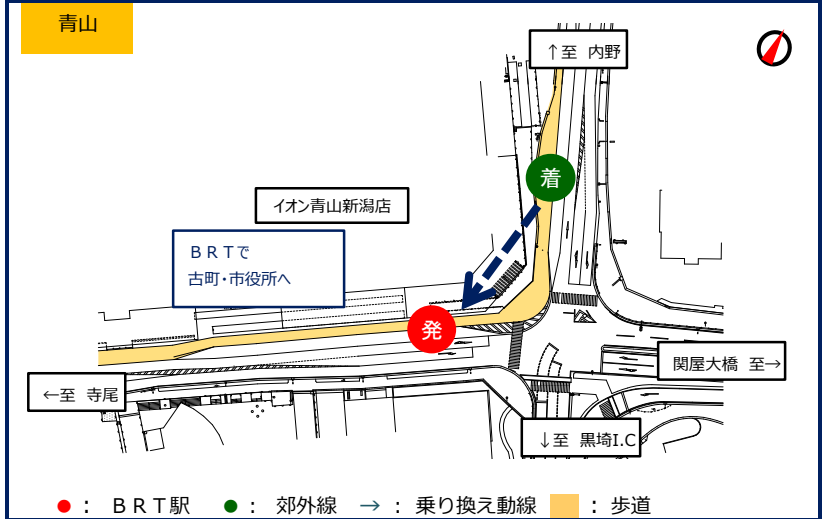 青山
↑至 内野
着
イオン青山新潟店
BRTで
古町・市役所へ
発
関屋大橋 至→
←至 寺尾
↓至 黒埼I.C
●： BRT駅 ●： 郊外線 →：乗り換え動線 ：歩道